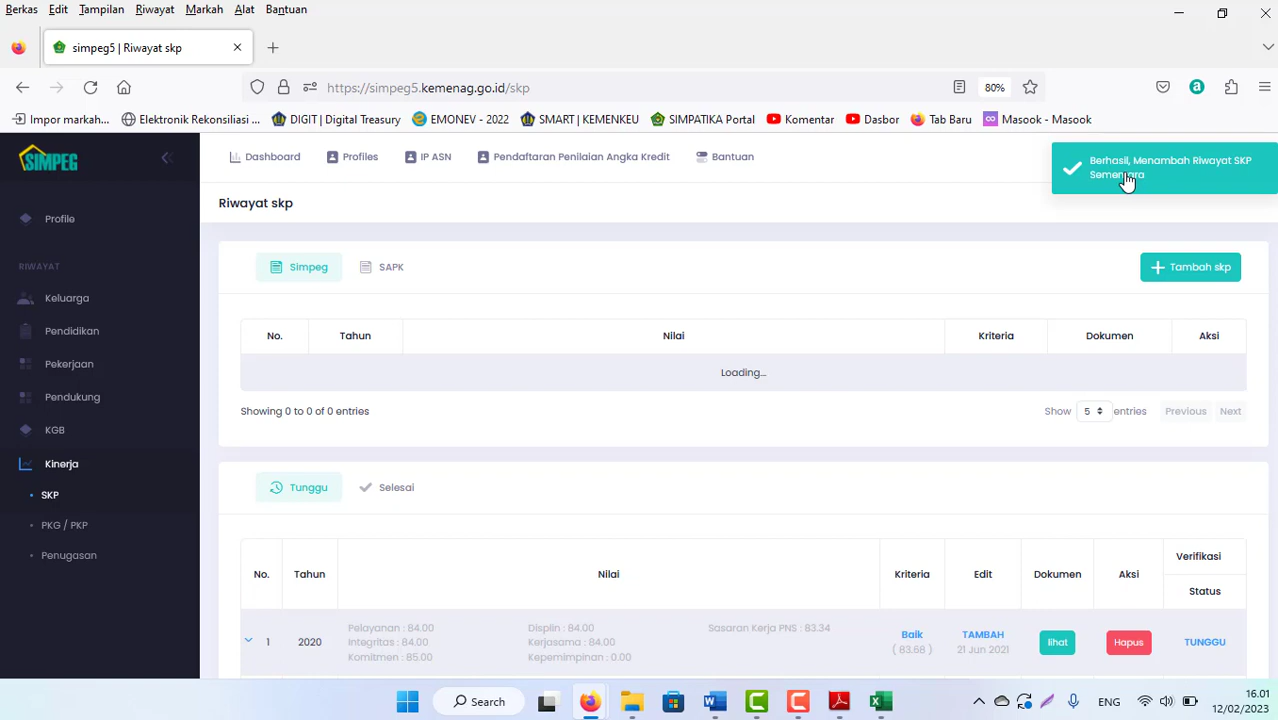 Berkas Edit Tampilan Riwayat Markah Alat Bantuan
simpeg5 | Riwayat skp
https://simpeg5.kemenag.go.id/skp 80%
Impor markah... Elektronik Rekonsiliasi ... DIGIT | Digital Treasury EMONEV - 2022 SMART | KEMENKEU SIMPATIKA Portal Komentar Dasbor Tab Baru Masook - Masook
SIMPEG
Dashboard Profiles IP ASN Pendaftaran Penilaian Angka Kredit Bantuan
Berhasil, Menambah Riwayat SKP
Sementara
Riwayat skp
Profile
RIWAYAT
Keluarga
Pendidikan
Pekerjaan
Pendukung
KGB
Kinerja
SKP
PKG / PKP
Penugasan
Simpeg SAPK Tambah skp
No. Tahun Nilai Kriteria Dokumen Aksi
Loading...
Showing 0 to 0 of 0 entries Show 5 entries Previous Next
Tunggu Selesai
No. Tahun Nilai Kriteria Edit Dokumen Aksi Verifikasi
Status
1 2020
Pelayanan : 84.00 Displin : 84.00 Sasaran Kerja PNS : 83.34
Integritas : 84.00 Kerjasama : 84.00
Komitmen : 85.00 Kepemimpinan : 0.00
Baik
( 83.68 )
TAMBAH
21 Jun 2021
lihat Hapus TUNGGU
Search
ENG
16.01
12/02/2023